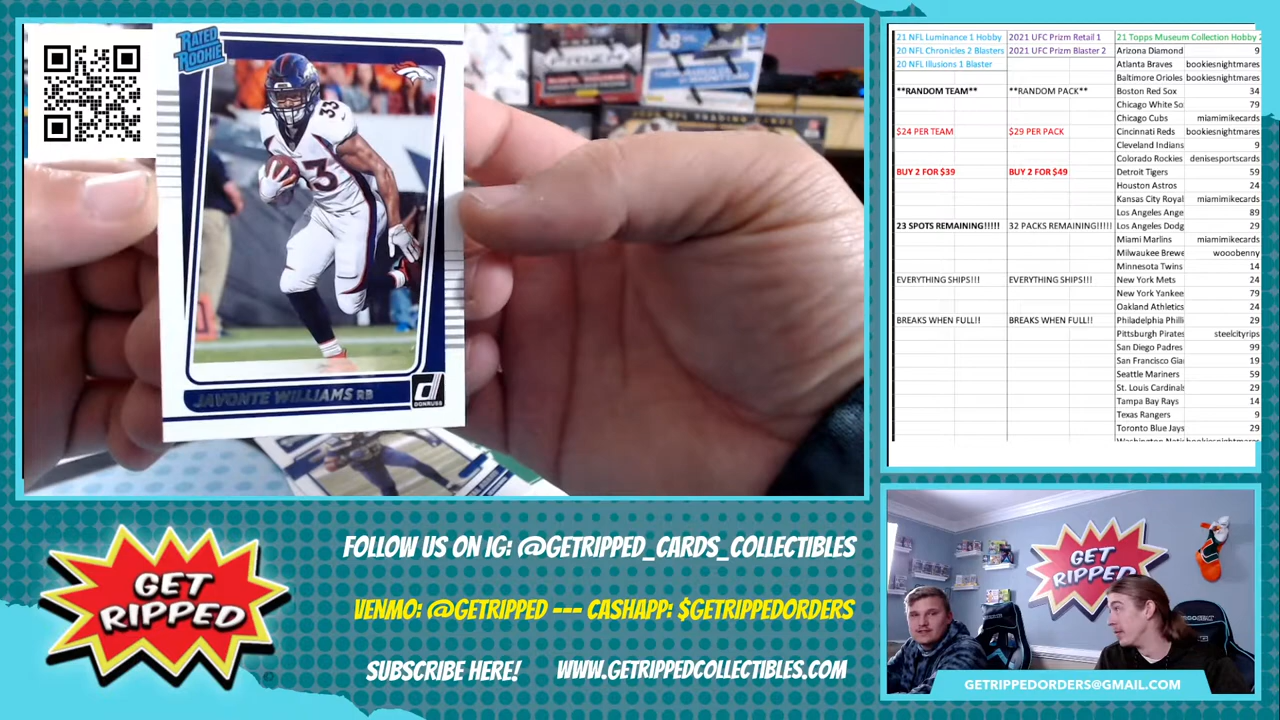 RATED
ROOKIE
33
33
JAVONTE WILLIAMS RB
DONRUSS
21 NFL Luminance 1 Hobby 2021 UFC Prizm Retail 1 21 Topps Museum Collection Hobby
20 NFL Chronicles 2 Blasters 2021 UFC Prizm Blaster 2 Arizona Diamond 9
20 NFL Illusions 1 Blaster Atlanta Braves bookiesnightmares
Baltimore Orioles bookiesnightmares
**RANDOM TEAM** **RANDOM PACK** Boston Red Sox 34
Chicago White So 79
Chicago Cubs miamimikecards
$24 PER TEAM $29 PER PACK Cincinnati Reds bookiesnightmares
Cleveland Indians 9
Colorado Rockies denisesportscards
BUY 2 FOR $39 BUY 2 FOR $49 Detroit Tigers 59
Houston Astros 24
Kansas City Royal miamimikecards
Los Angeles Ange 89
23 SPOTS REMAINING!!!!! 32 PACKS REMAINING!!!!! Los Angeles Dodg 29
Miami Marlins miamimikecards
Milwaukee Brewe wooobenny
Minnesota Twins 14
EVERYTHING SHIPS!!! EVERYTHING SHIPS!!! New York Mets 24
New York Yankee 79
Oakland Athletics 24
BREAKS WHEN FULL!! BREAKS WHEN FULL!! Philadelphia Philli 29
Pittsburgh Pirates steelcityrips
San Diego Padres 99
San Francisco Gia 19
Seattle Mariners 59
St. Louis Cardinals 29
Tampa Bay Rays 14
Texas Rangers 9
Toronto Blue Jays 29
GET
RIPPED
FOLLOW US ON IG: @GETRIPPED_CARDS_COLLECTIBLES
VENMO: @GETRIPPED --- CASHAPP: $GETRIPPEDORDERS
SUBSCRIBE HERE! WWW.GETRIPPEDCOLLECTIBLES.COM
GET
RIPPED
GETRIPPEDORDERS@GMAIL.COM